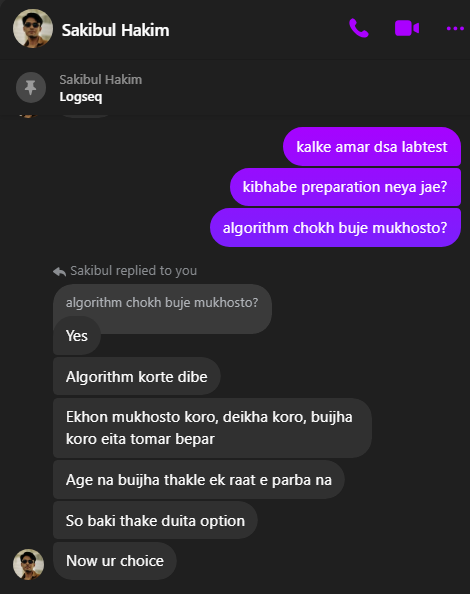 Sakibul Hakim
Sakibul Hakim
Logseq
kalke amar dsa labtest
kibhabe preparation neya jae?
algorithm chokh buje mukhosto?
Sakibul replied to you
algorithm chokh buje mukhosto?
Yes
Algorithm korte dibe
Ekhon mukhosto koro, deikha koro, buijha
koro eita tomar bepar
Age na buijha thakle ek raat e parba na
So baki thake duita option
Now ur choice